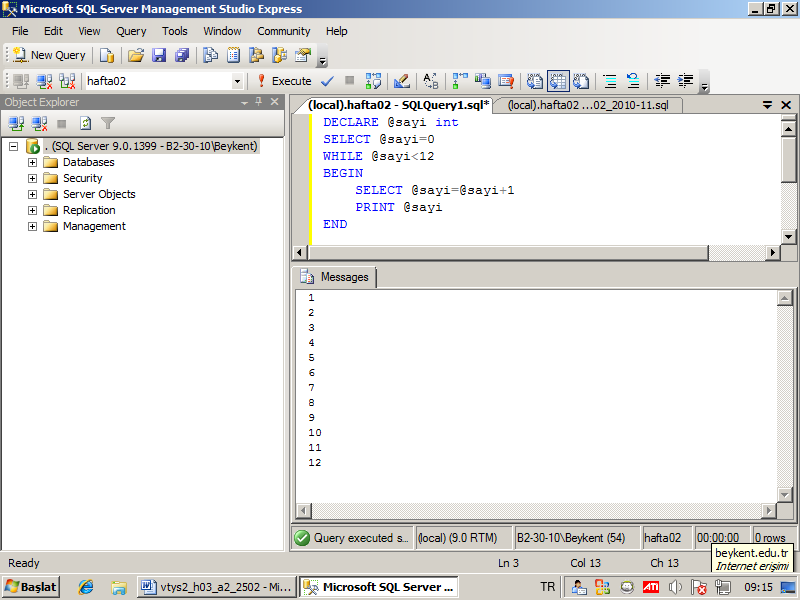 Microsoft SQL Server Management Studio Express
File Edit View Query Tools Window Community Help
New Query
hafta02 Execute
Object Explorer
. (SQL Server 9.0.1399 - B2-30-10\Beykent)
Databases
Security
Server Objects
Replication
Management
(local).hafta02 - SQLQuery1.sql* (local).hafta02 ...02_2010-11.sql
DECLARE @sayi int
SELECT @sayi=0
WHILE @sayi<12
BEGIN
SELECT @sayi=@sayi+1
PRINT @sayi
END
Messages
1
2
3
4
5
6
7
8
9
10
11
12
Query executed s... (local) (9.0 RTM) B2-30-10\Beykent (54) hafta02 00:00:00 0 rows
beykent.edu.tr
Internet erişimi
Ready Ln 3 Col 13 Ch 13
Başlat vtys2_h03_a2_2502 - Mi... Microsoft SQL Server ... TR ATI 09:15